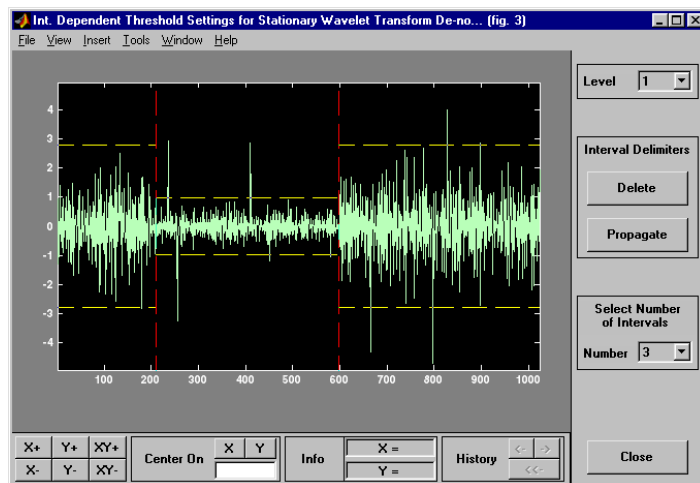 Int. Dependent Threshold Settings for Stationary Wavelet Transform De-no... (fig. 3)
File View Insert Tools Window Help
Level 1
4
3
2
1
0
-1
-2
-3
-4
100 200 300 400 500 600 700 800 900 1000
Interval Delimiters
Delete
Propagate
Select Number
of Intervals
Number 3
X+ Y+ XY+
X- Y- XY-
Center On X Y
Info X =
Y =
History <- ->
<<-
Close